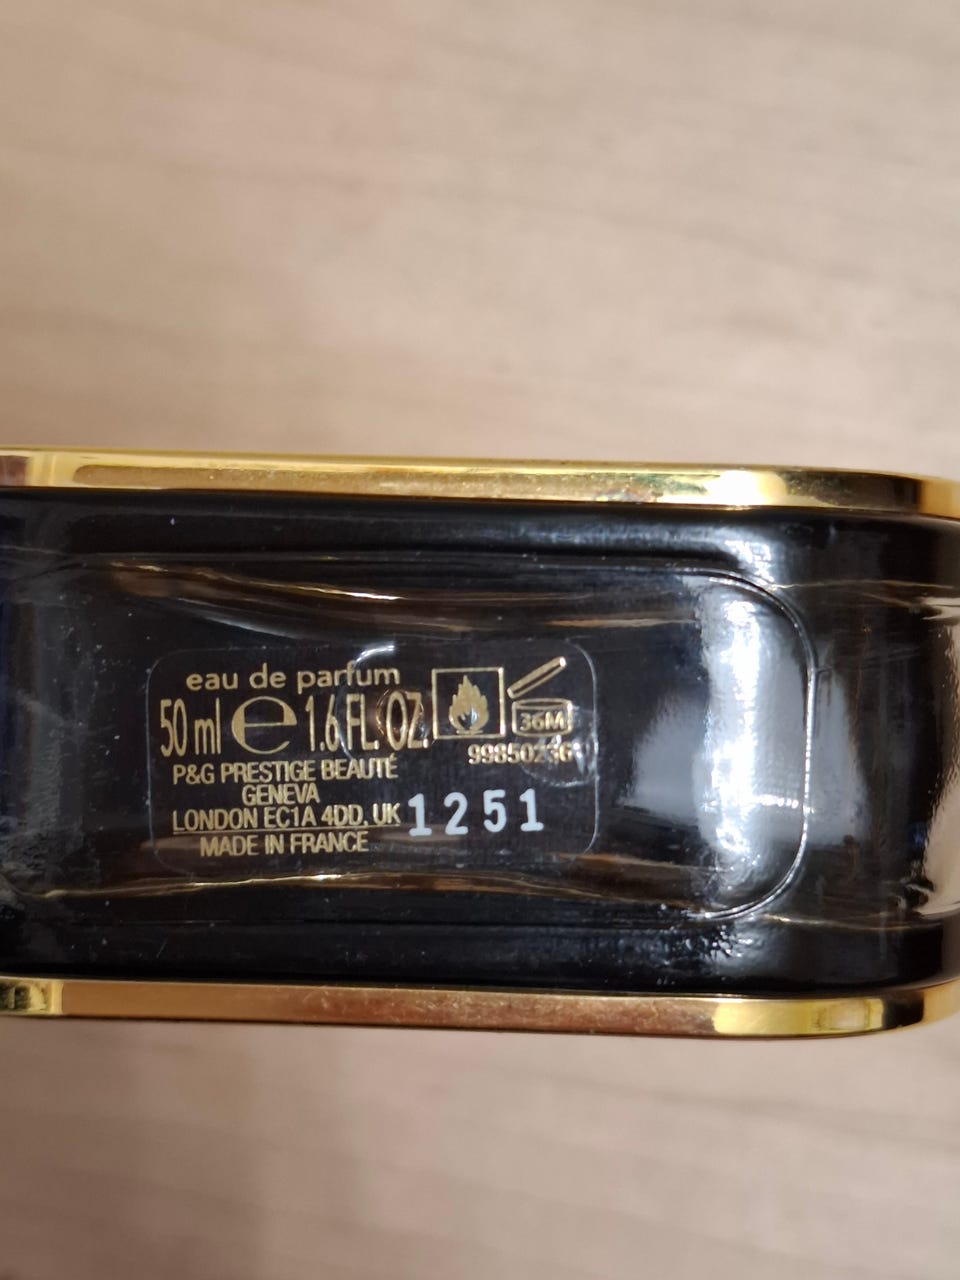 eau de parfum
50 ml e 1.6 FL. OZ.
36M
P&G PRESTIGE BEAUTÉ
GENEVA
LONDON EC1A 4DD, UK
1251
MADE IN FRANCE